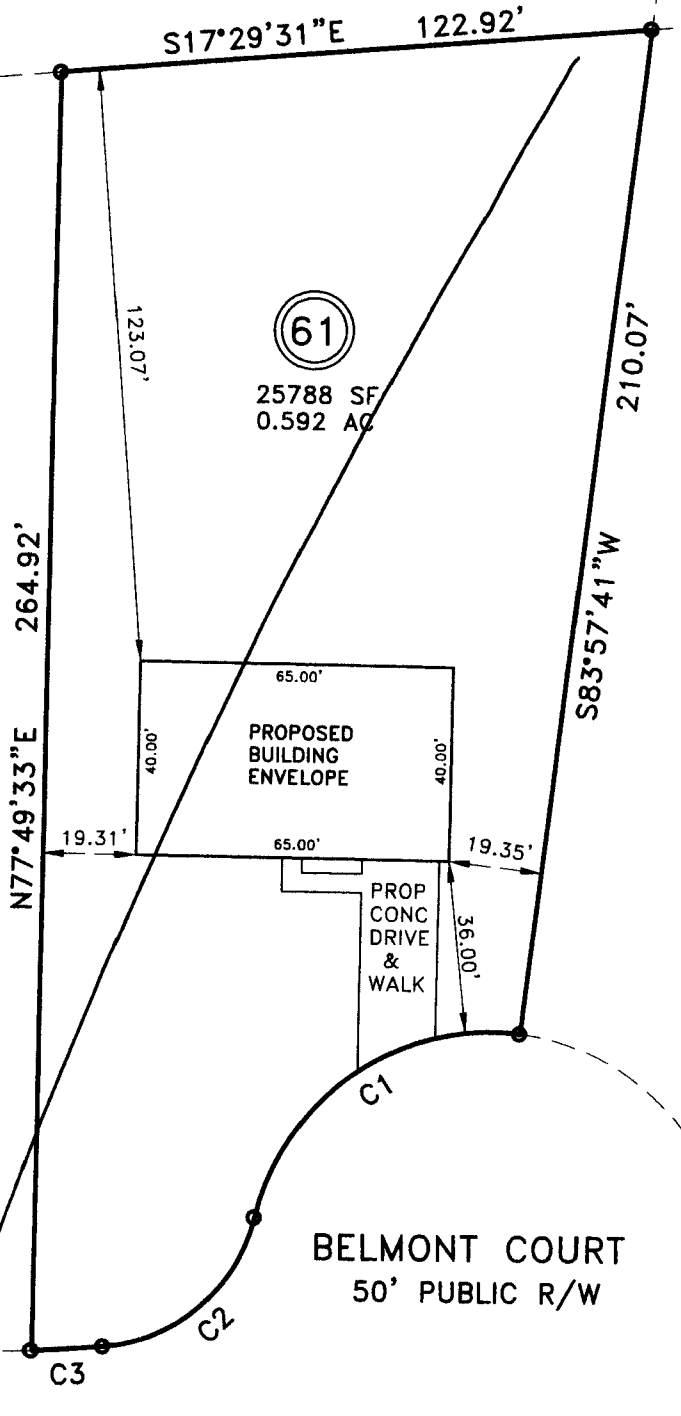 S17°29'31"E 122.92'
123.07'
61
25788 SF
0.592 AC
210.07'
S83°57'41"W
N77°49'33"E 264.92'
65.00'
40.00'
PROPOSED
BUILDING
ENVELOPE
40.00'
65.00'
19.31'
19.35'
PROP
CONC
DRIVE
&
WALK
36.00'
C1
C2
C3
BELMONT COURT
50' PUBLIC R/W